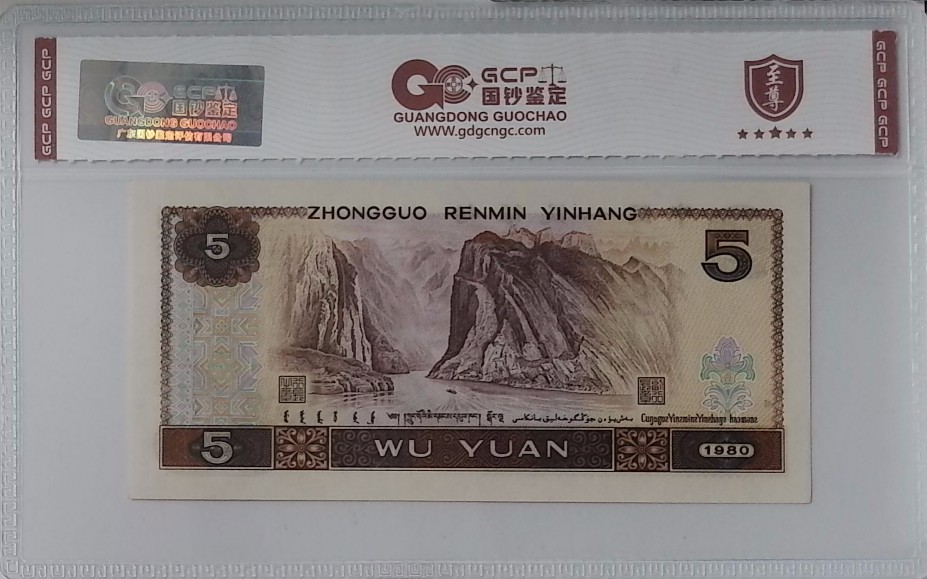 GCP GCP GCP
GCP
国钞鉴定
GUANGDONG GUOCHAO
广东国钞鉴定评估有限公司
GCP
国钞鉴定
GUANGDONG GUOCHAO
www.gdgcngc.com
至尊
GCP GCP GCP
ZHONGGUO RENMIN YINHANG
5
5
5
WU YUAN
1980